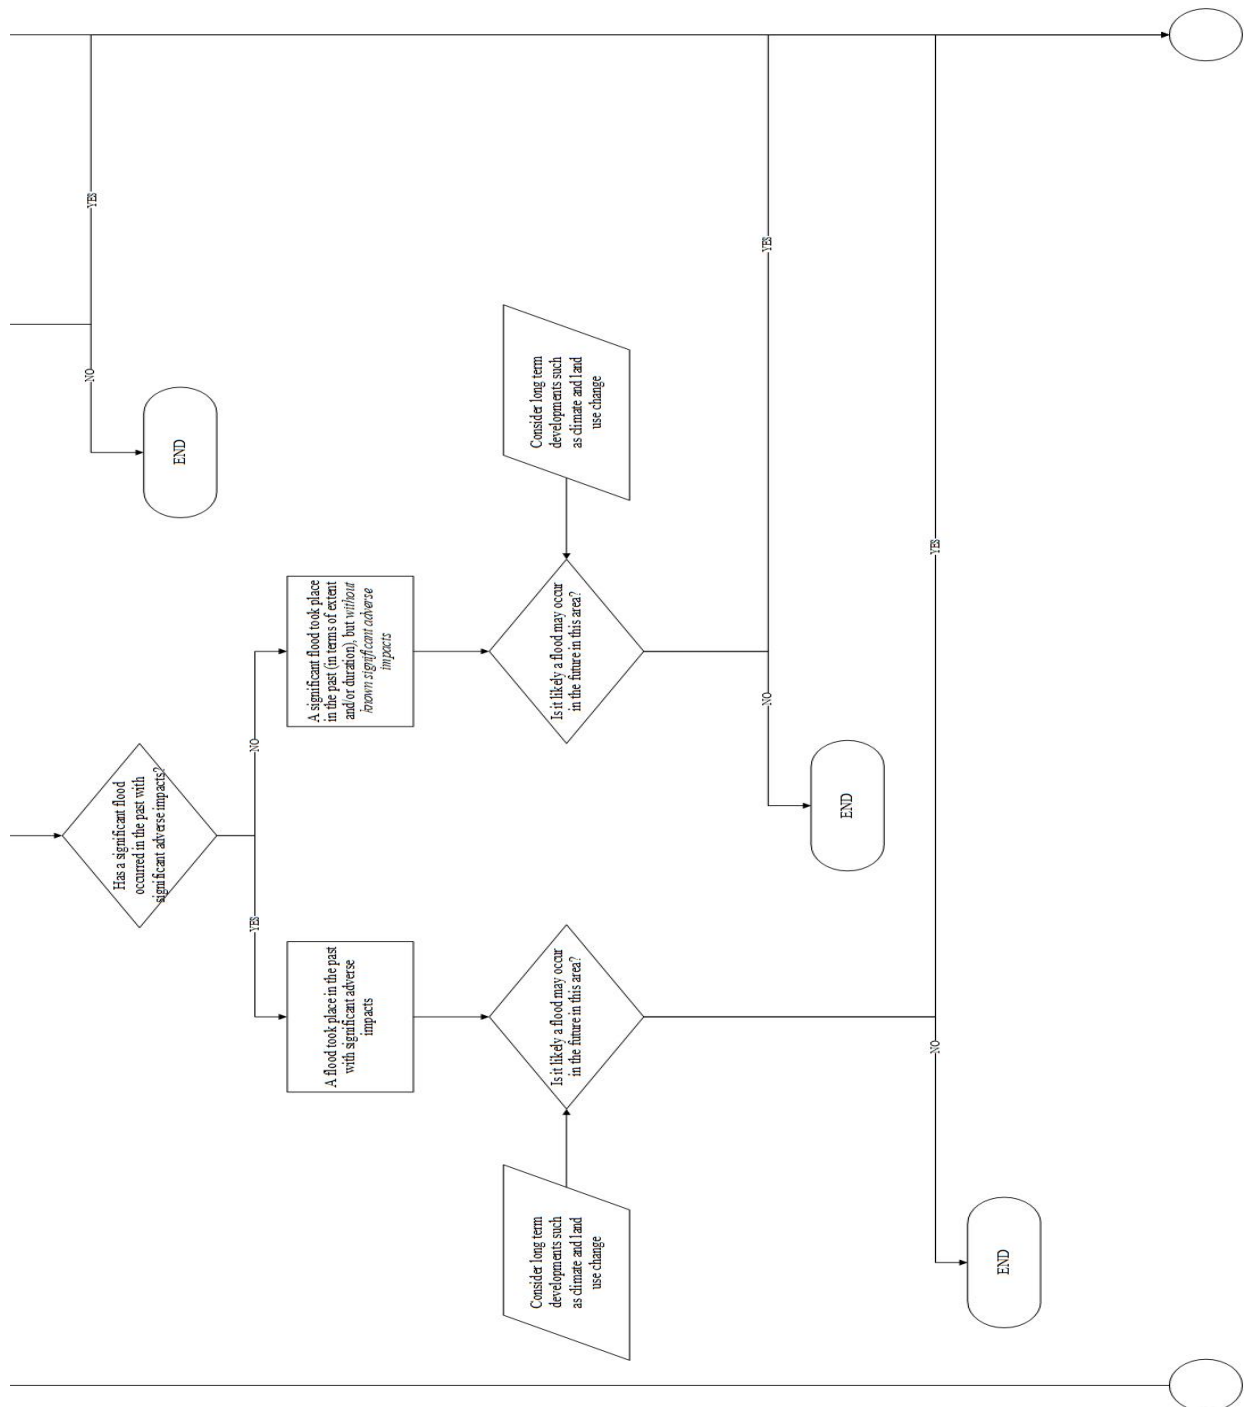 YES
NO
END
Has a significant flood
occurred in the past with
significant adverse impacts?
YES
NO
A flood took place in the past
with significant adverse
impacts
A significant flood took place
in the past (in terms of extent
and/or duration), but without
known significant adverse
impacts
Consider long term
developments such
as climate and land
use change
Is it likely a flood may occur
in the future in this area?
Is it likely a flood may occur
in the future in this area?
Consider long term
developments such
as climate and land
use change
NO
YES
END
NO
YES
END